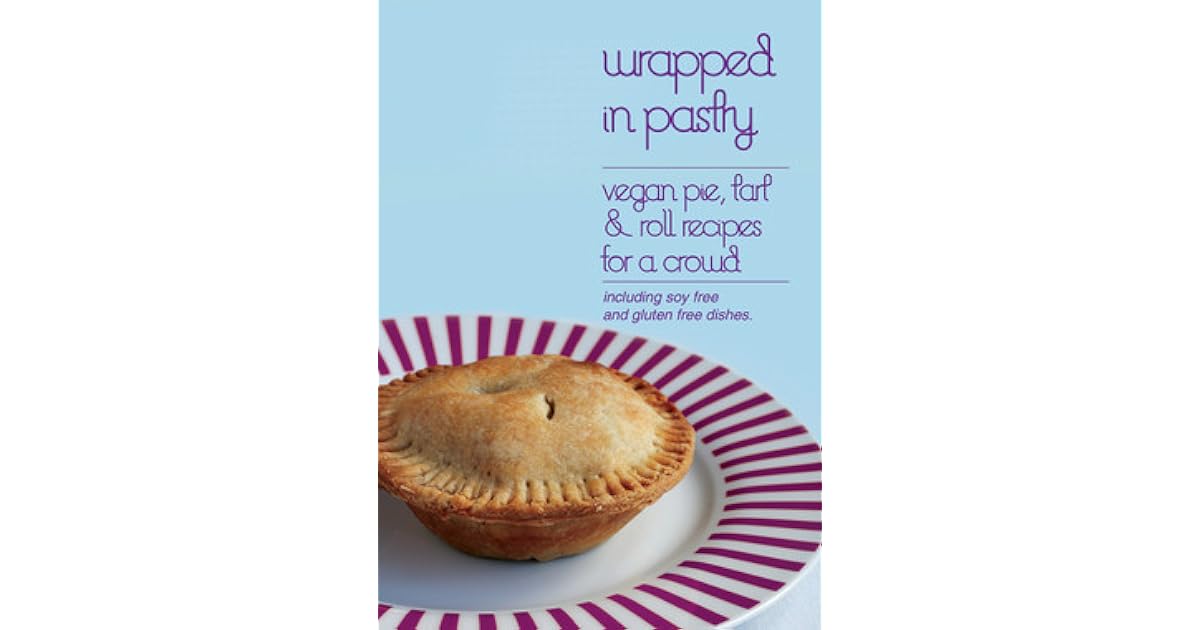 wrapped
in pastry
vegan pie, tart
& roll recipes
for a crowd
including soy free
and gluten free dishes.